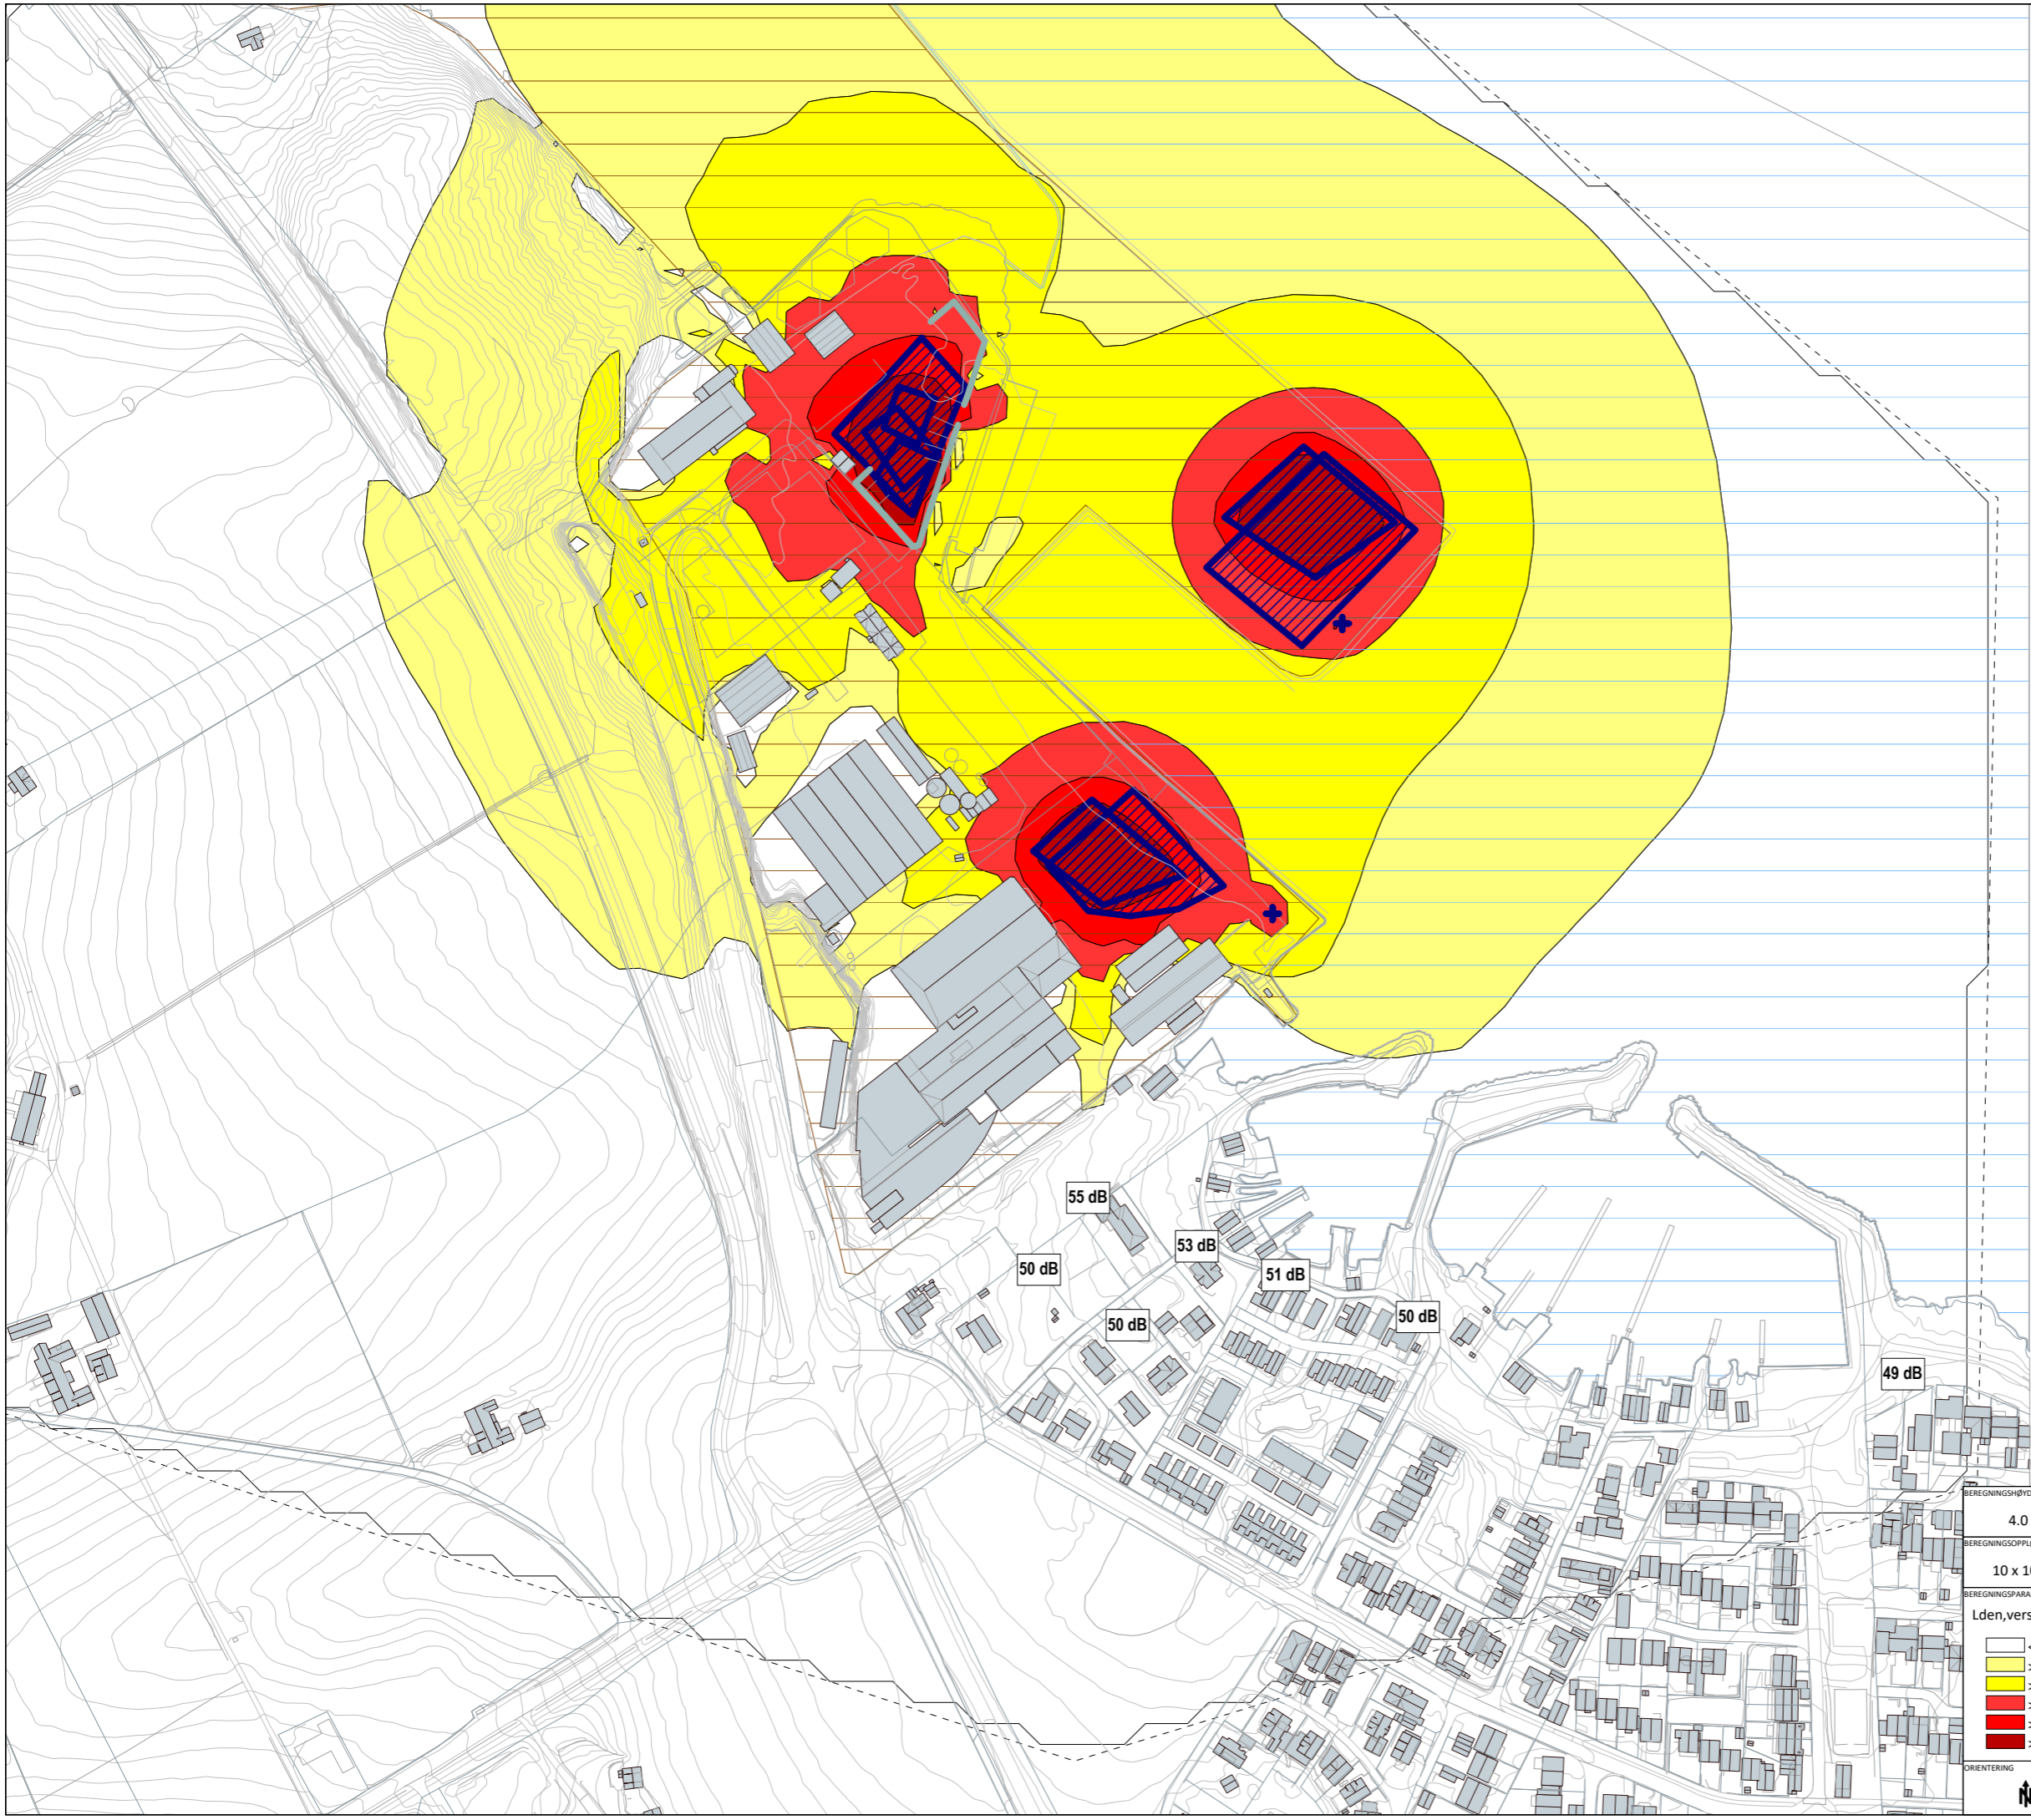 55 dB
53 dB
50 dB
51 dB
50 dB
50 dB
49 dB
BEREGNINGSHØYD
4.0
BEREGNINGSOPPL
10 x 1
BEREGNINGSPARA
Lden,vers
ORIENTERING
N